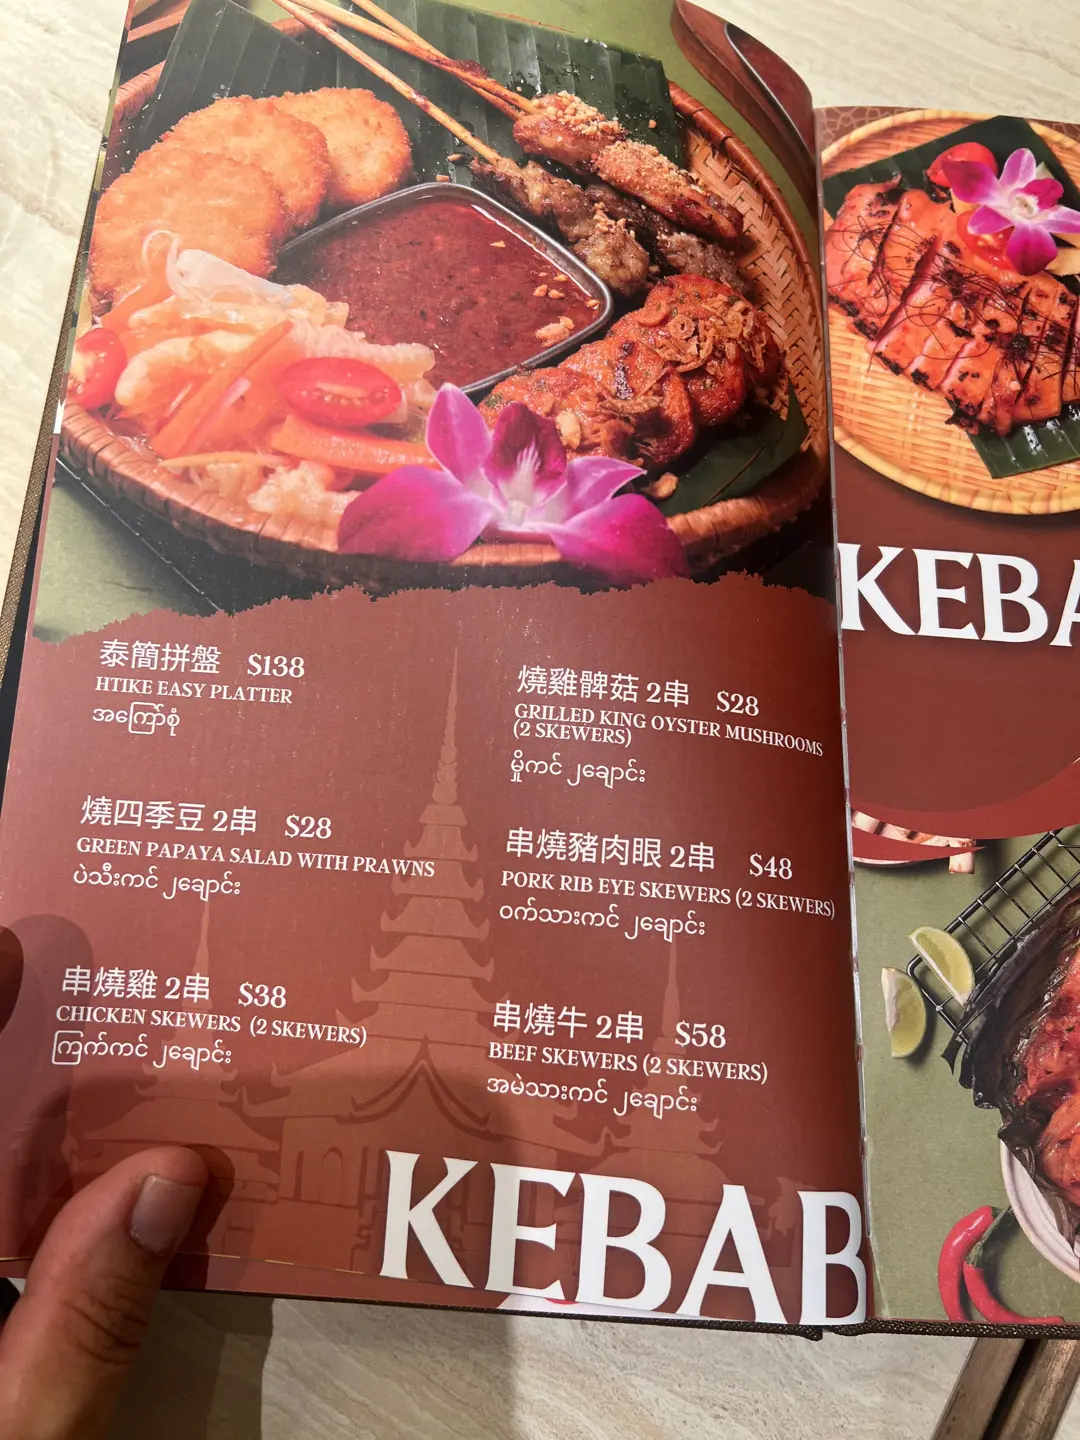 泰簡拼盤 $138
HTIKE EASY PLATTER
အကြော်စုံ
燒四季豆 2串 $28
GREEN PAPAYA SALAD WITH PRAWNS
ပဲသီးကင် ၂ချောင်း
串燒雞 2串 $38
CHICKEN SKEWERS (2 SKEWERS)
ကြက်ကင် ၂ချောင်း
燒雞髀菇 2串 $28
GRILLED KING OYSTER MUSHROOMS
(2 SKEWERS)
မှိုကင် ၂ချောင်း
串燒豬肉眼 2串 $48
PORK RIB EYE SKEWERS (2 SKEWERS)
ဝက်သားကင် ၂ချောင်း
串燒牛 2串 $58
BEEF SKEWERS (2 SKEWERS)
အမဲသားကင် ၂ချောင်း
KEBAB
KEBA